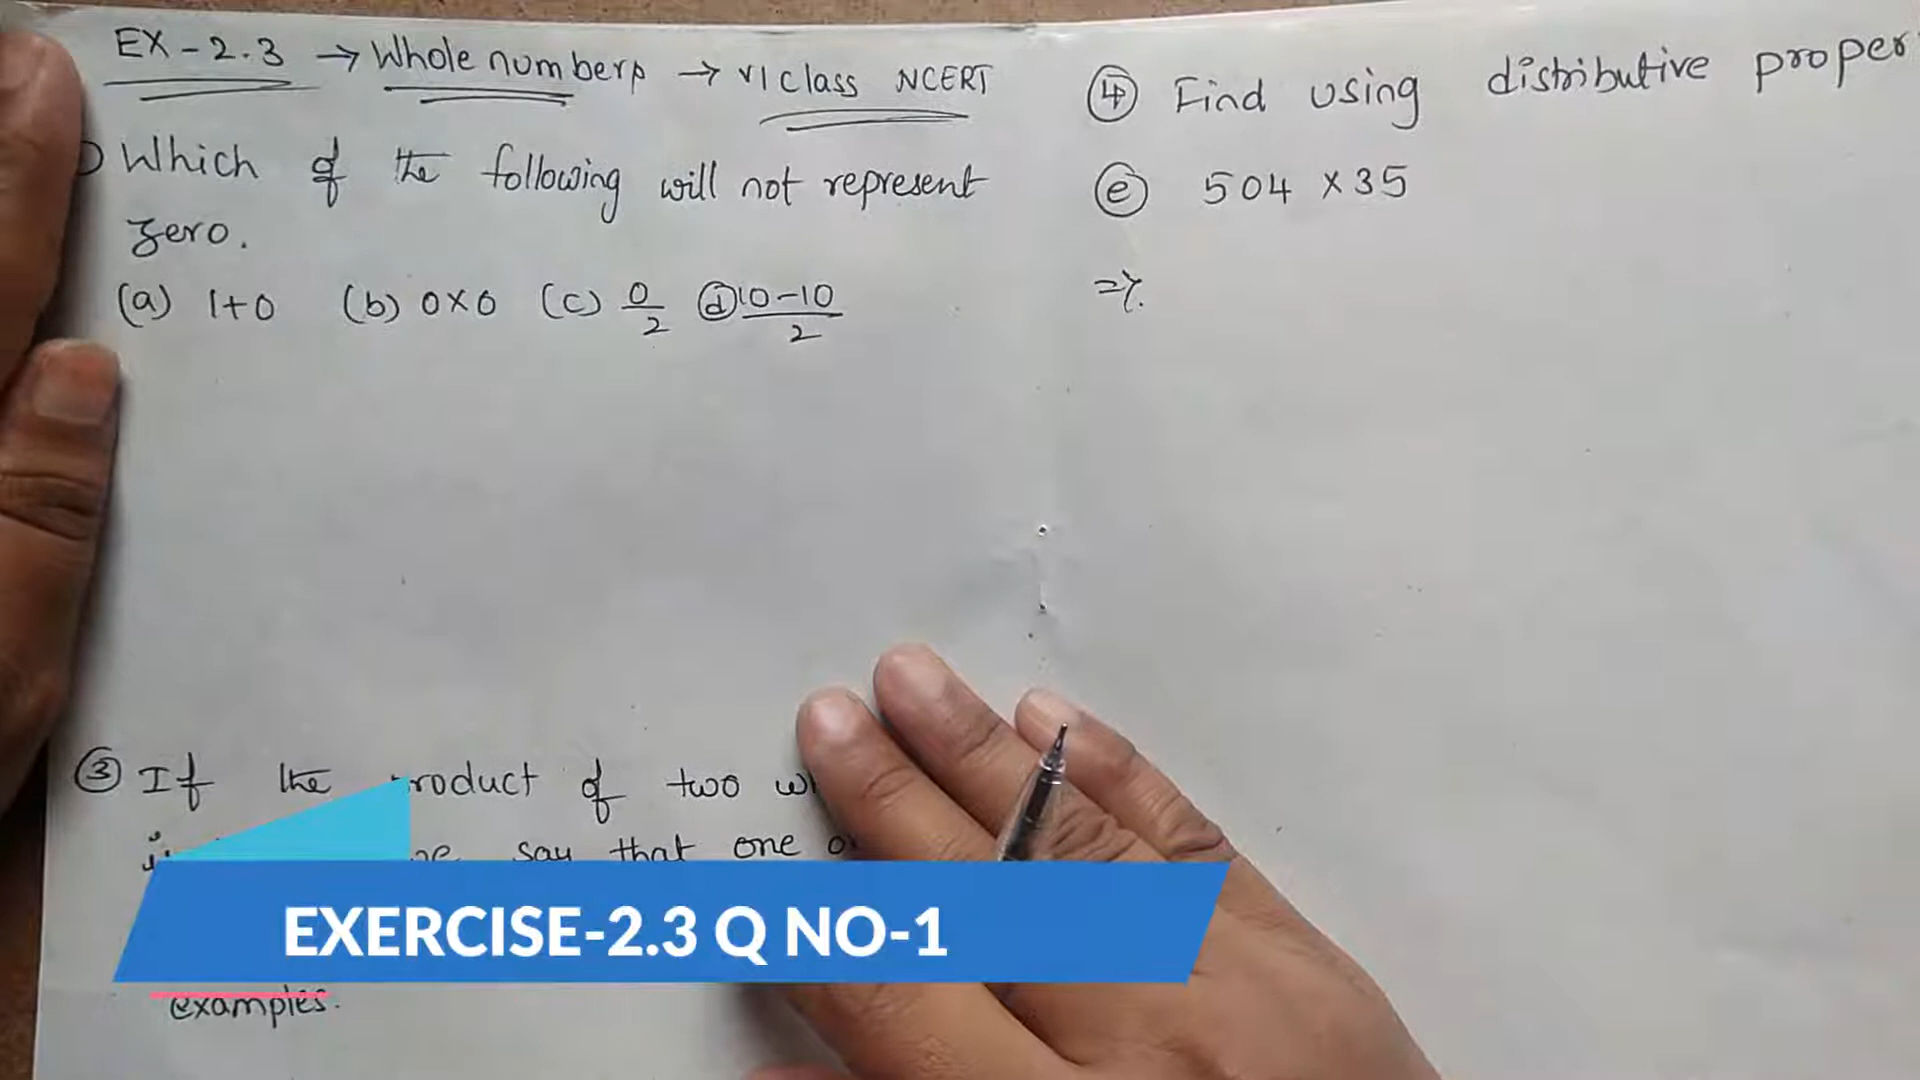 EX-2.3 → Whole numbers → VI class NCERT
Which of the following will not represent
zero.
(a) 1+0 (b) 0×0 (c) 0/2 (d) 10-10/2
(3) If the product of two
say that one
examples.
(4) Find using distributive proper
(e) 504 ×35
EXERCISE-2.3 Q NO-1